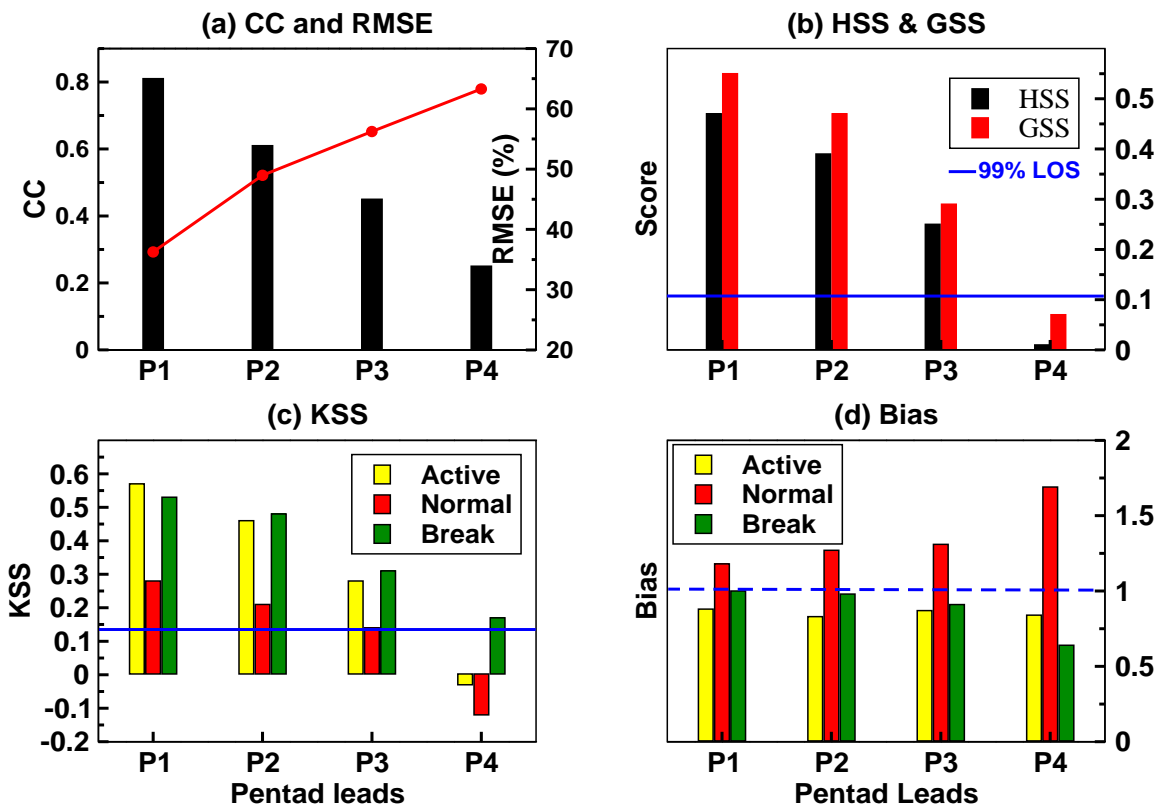 (a) CC and RMSE
CC
0.8
0.6
0.4
0.2
0
70
60
50
40
30
20
RMSE (%)
P1 P2 P3 P4
(b) HSS & GSS
Score
HSS
GSS
99% LOS
0.5
0.4
0.3
0.2
0.1
0
P1 P2 P3 P4
(c) KSS
KSS
0.6
0.5
0.4
0.3
0.2
0.1
0
-0.1
-0.2
Active
Normal
Break
P1 P2 P3 P4
Pentad leads
(d) Bias
Bias
Active
Normal
Break
2
1.5
1
0.5
0
P1 P2 P3 P4
Pentad Leads